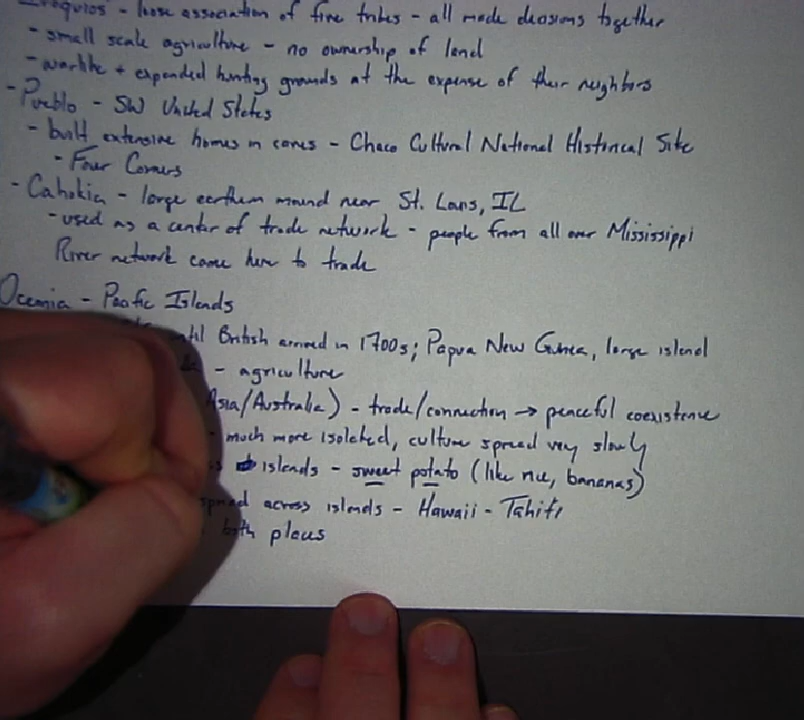 Iroquios - loose association of five tribes - all made decisions together
- small scale agriculture - no ownership of land
- warlike + expanded hunting grounds at the expense of their neighbors
- Pueblo - SW United States
- built extensive homes in caves - Chaco Cultural National Historical Site
- Four Corners
- Cahokia - large earthen mound near St. Louis, IL
- used as a center of trade network - people from all over Mississippi
River network came here to trade
Oceania - Pacific Islands
until British arrived in 1700s; Papua New Guinea, large island
- agriculture
Asia/Australia) - trade/connection → peaceful coexistence
- much more isolated, culture spread very slowly
islands - sweet potato (like rice, bananas)
spread across islands - Hawaii - Tahiti
both places